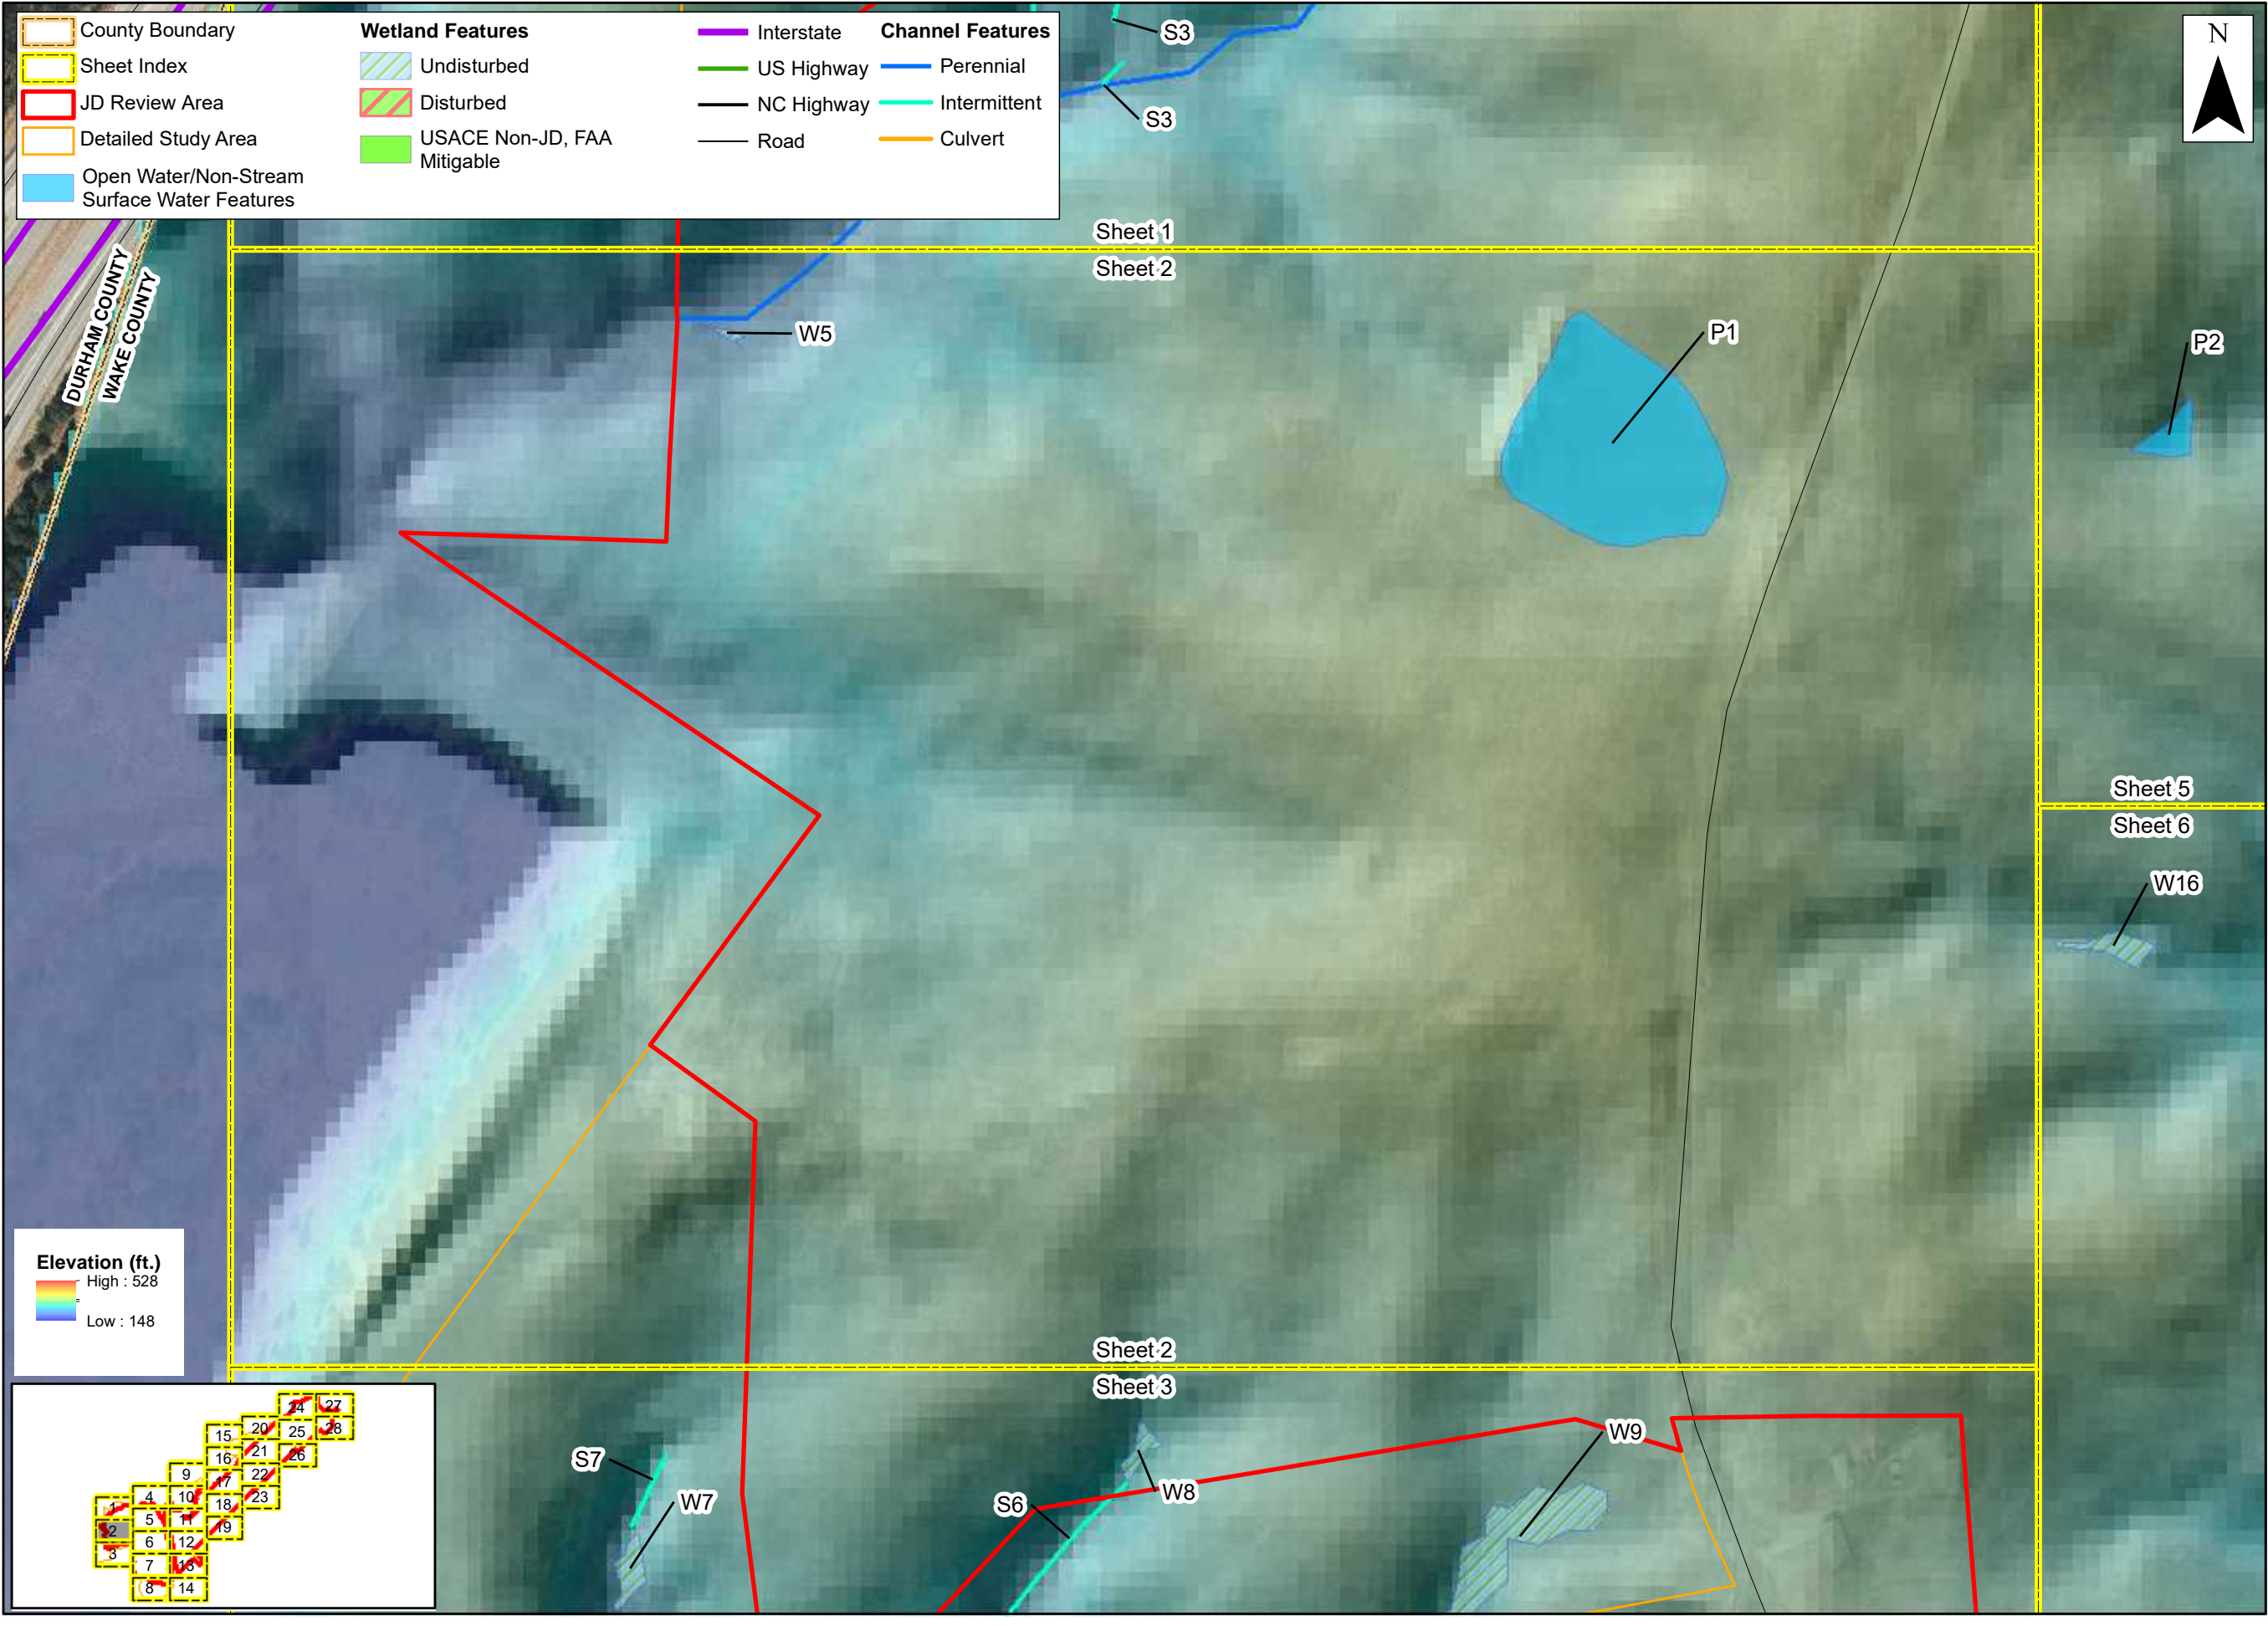 County Boundary
Sheet Index
JD Review Area
Detailed Study Area
Open Water/Non-Stream
Surface Water Features
Wetland Features
Undisturbed
Disturbed
USACE Non-JD, FAA
Mitigable
Interstate
US Highway
NC Highway
Road
Channel Features
Perennial
Intermittent
Culvert
N
S3
S3
Sheet 1
Sheet 2
DURHAM COUNTY
WAKE COUNTY
W5
P1
P2
Sheet 5
Sheet 6
W16
Elevation (ft.)
High : 528
Low : 148
Sheet 2
Sheet 3
S7
W7
S6
W8
W9
24
27
15
20
25
28
16
21
26
9
17
22
4
10
18
23
1
5
11
19
2
6
12
3
7
13
8
14